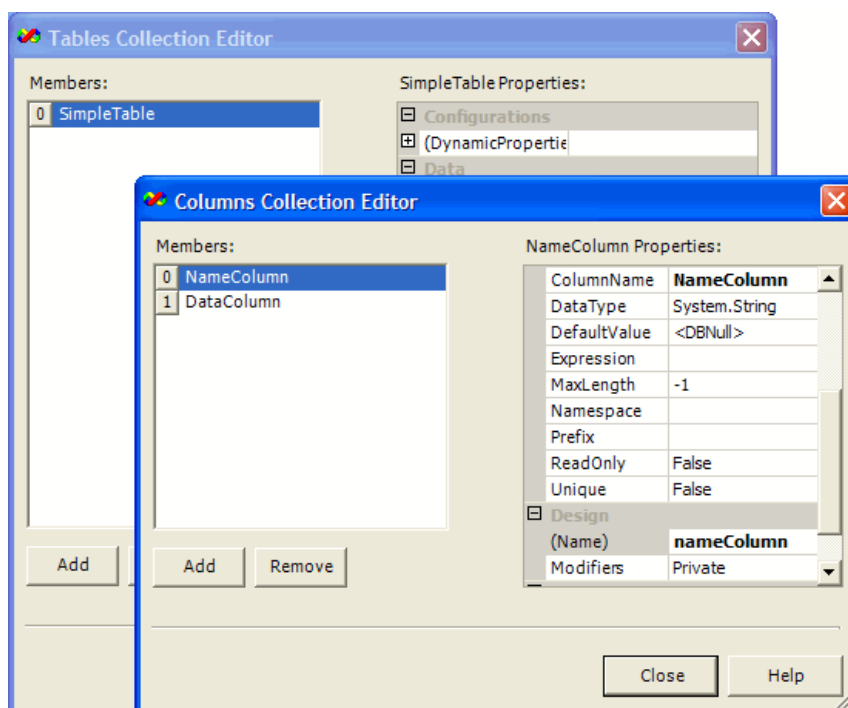 Tables Collection Editor
Members:
SimpleTable Properties:
0 SimpleTable
Configurations
(DynamicPropertie
Data
Columns Collection Editor
Members:
NameColumn Properties:
0 NameColumn
1 DataColumn
ColumnName NameColumn
DataType System.String
DefaultValue <DBNull>
Expression
MaxLength -1
Namespace
Prefix
ReadOnly False
Unique False
Design
(Name) nameColumn
Modifiers Private
Add
Add Remove
Close Help